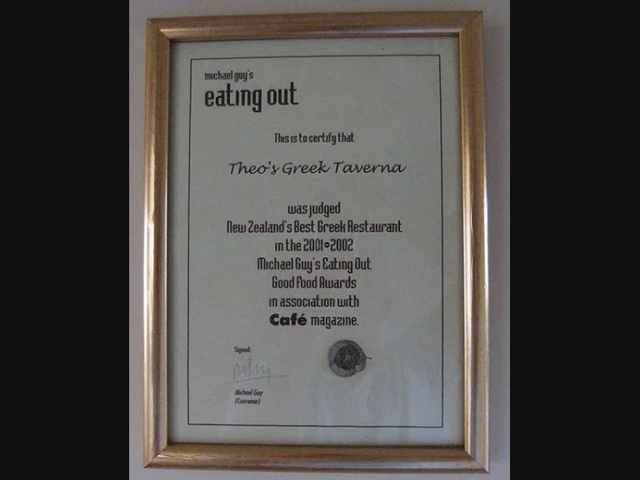 michael guy's
eating out
This is to certify that
Theo's Greek Taverna
was judged
New Zealand's Best Greek Restaurant
in the 2001-2002
Michael Guy's Eating Out
Good Food Awards
in association with
Café magazine.
Signed:
Michael Guy
(Convenor)